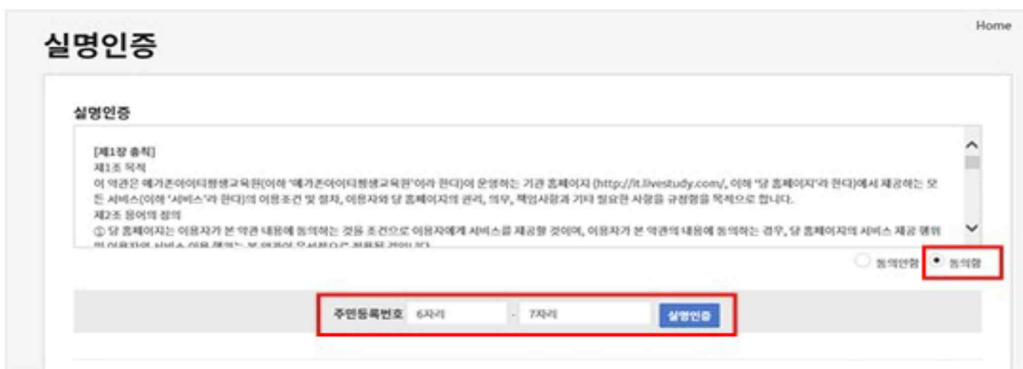 Home
실명인증
실명인증
[제1장 총칙]
제1조 목적
이 약관은 메가존아이티평생교육원(이하 '메가존아이티평생교육원'이라 한다)이 운영하는 기관 홈페이지 (http://it.livestudy.com/, 이하 '당 홈페이지'라 한다)에서 제공하는 모
든 서비스(이하 '서비스'라 한다)의 이용조건 및 절차, 이용자와 당 홈페이지의 권리, 의무, 책임사항과 기타 필요한 사항을 규정함을 목적으로 합니다.
제2조 용어의 정의
① 당 홈페이지는 이용자가 본 약관 내용에 동의하는 것을 조건으로 이용자에게 서비스를 제공할 것이며, 이용자가 본 약관의 내용에 동의하는 경우, 당 홈페이지의 서비스 제공 행위
동의안함 동의함
주민등록번호 6자리 - 7자리 실명인증